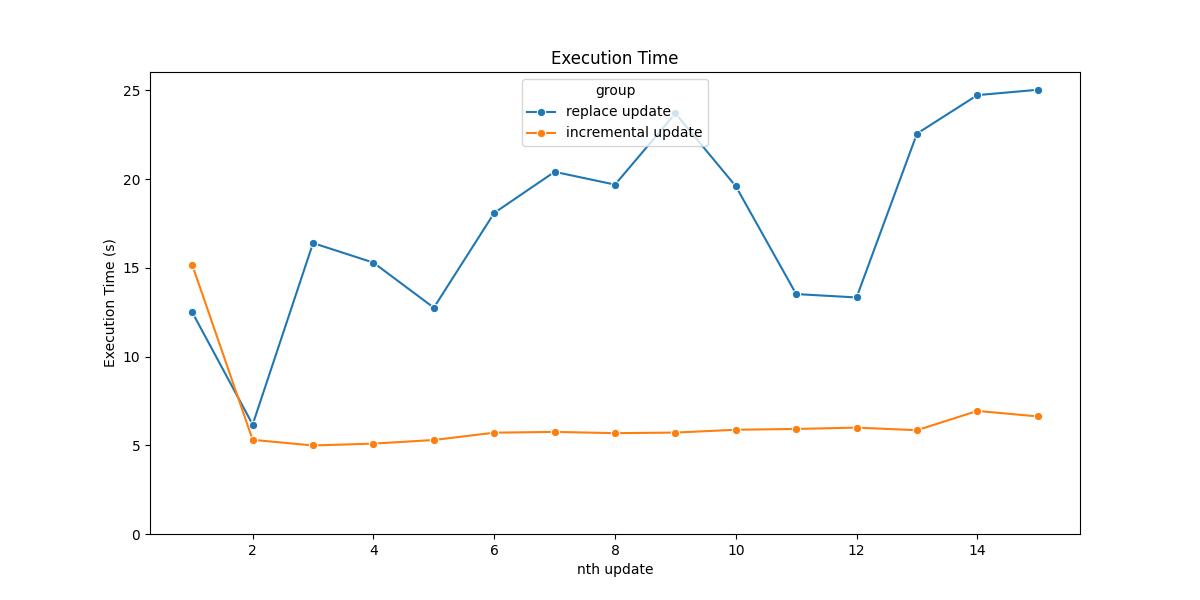 Execution Time
group
replace update
incremental update
25
20
15
10
5
0
Execution Time (s)
2 4 6 8 10 12 14
nth update